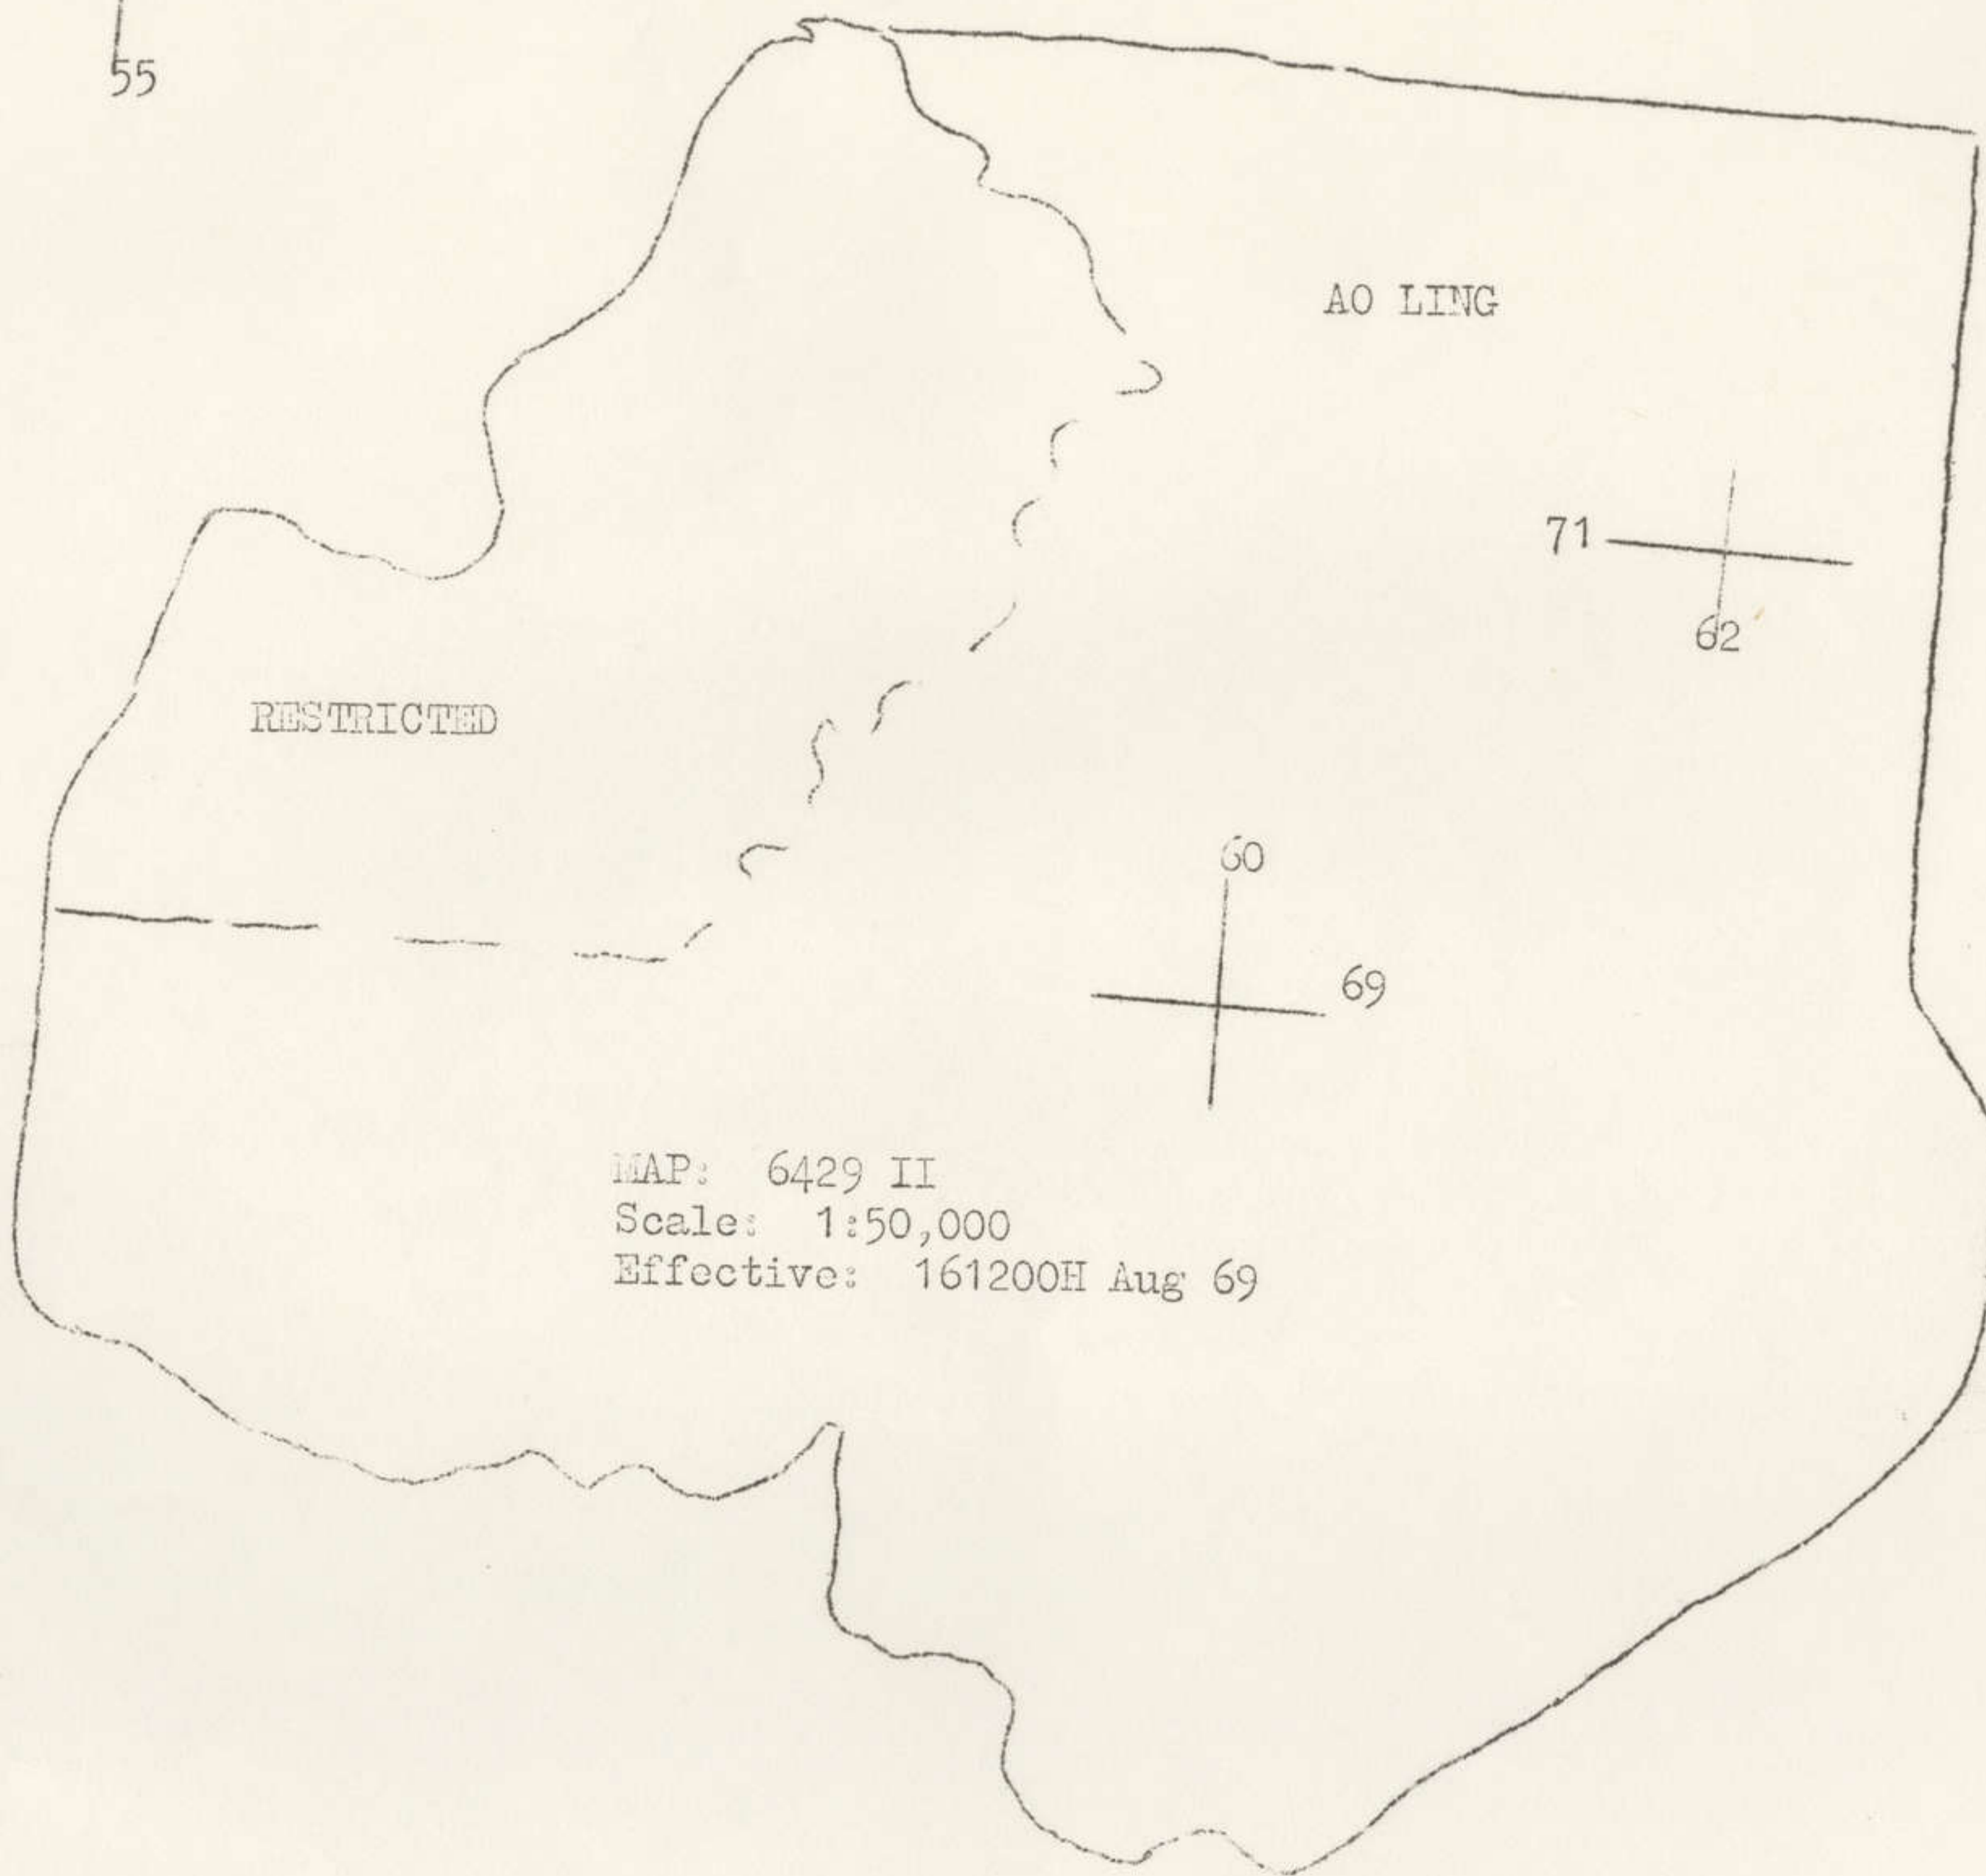 55
AO LING
71
62
RESTRICTED
60
69
MAP: 6429 II
Scale: 1:50,000
Effective: 161200H Aug 69